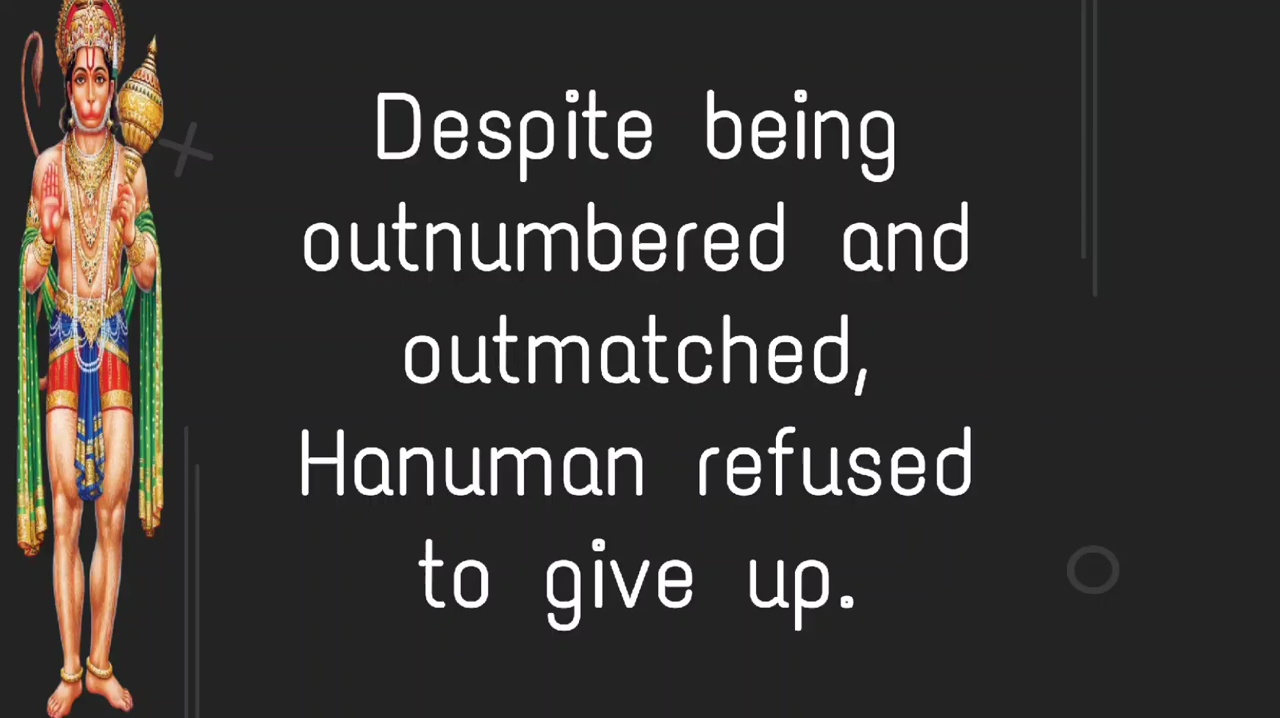 Despite being
outnumbered and
outmatched,
Hanuman refused
to give up.